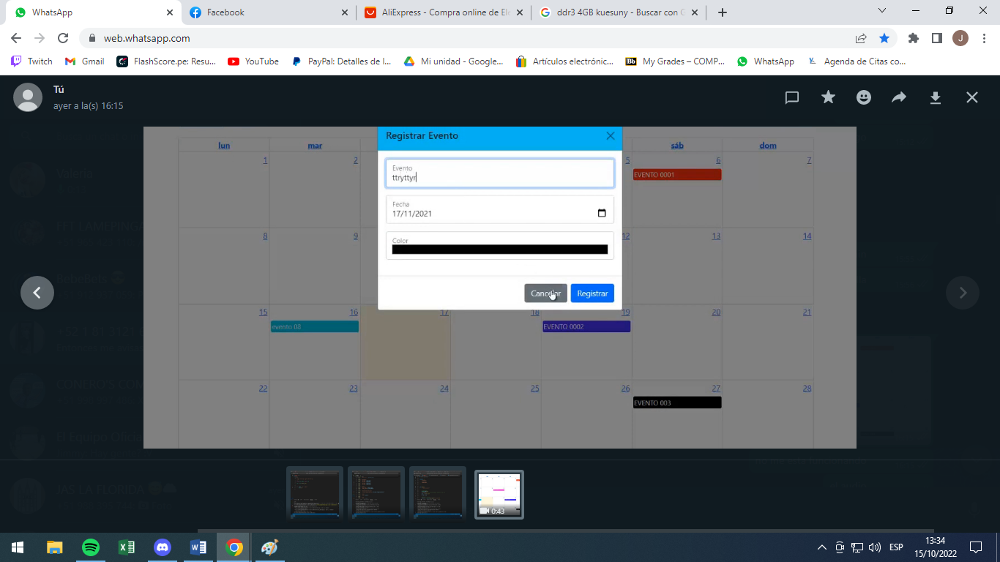 WhatsApp
Facebook
AliExpress - Compra online de Ele
ddr3 4GB kuesuny - Buscar con G
web.whatsapp.com
J
Twitch
Gmail
FlashScore.pe: Resu...
YouTube
PayPal: Detalles de l...
Mi unidad - Google...
Artículos electrónic...
Bb My Grades – COMP...
WhatsApp
Agenda de Citas co...
Tú
ayer a la(s) 16:15
Registrar Evento
Evento
ttryttyr
Fecha
17/11/2021
Color
Cancelar Registrar
lun mar sáb dom
1 2 5 6 7
EVENTO 0001
8 9 12 13 14
15 16 17 18 19 20 21
evento 08 EVENTO 0002
22 23 24 25 26 27 28
EVENTO 003
Valeria
0:43
ESP
13:34
15/10/2022